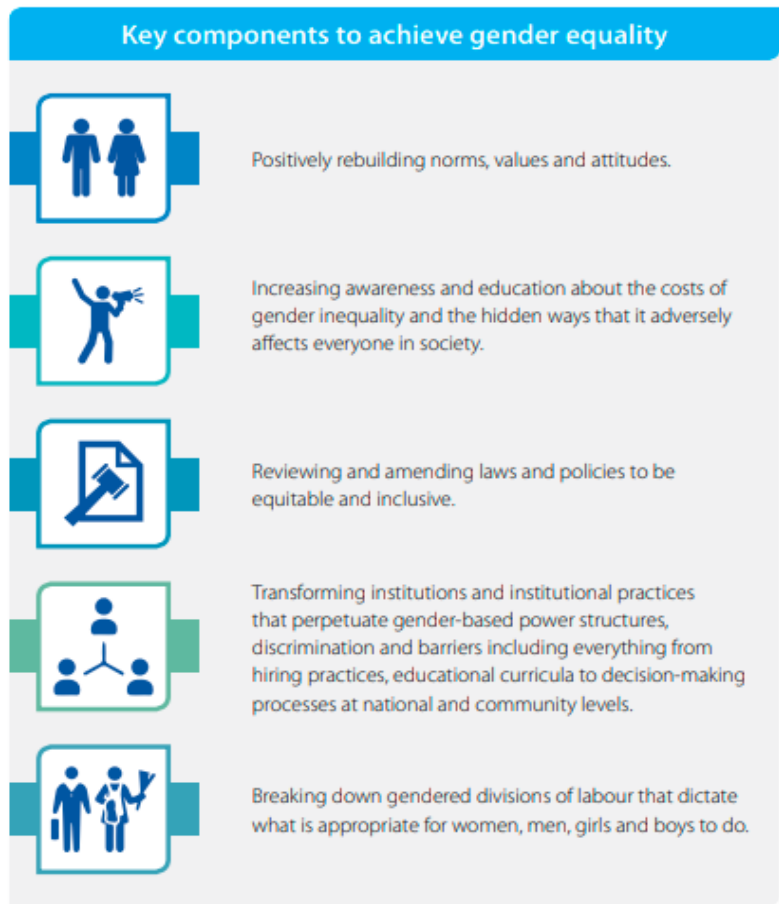 Key components to achieve gender equality
Positively rebuilding norms, values and attitudes.
Increasing awareness and education about the costs of
gender inequality and the hidden ways that it adversely
affects everyone in society.
Reviewing and amending laws and policies to be
equitable and inclusive.
Transforming institutions and institutional practices
that perpetuate gender-based power structures,
discrimination and barriers including everything from
hiring practices, educational curricula to decision-making
processes at national and community levels.
Breaking down gendered divisions of labour that dictate
what is appropriate for women, men, girls and boys to do.